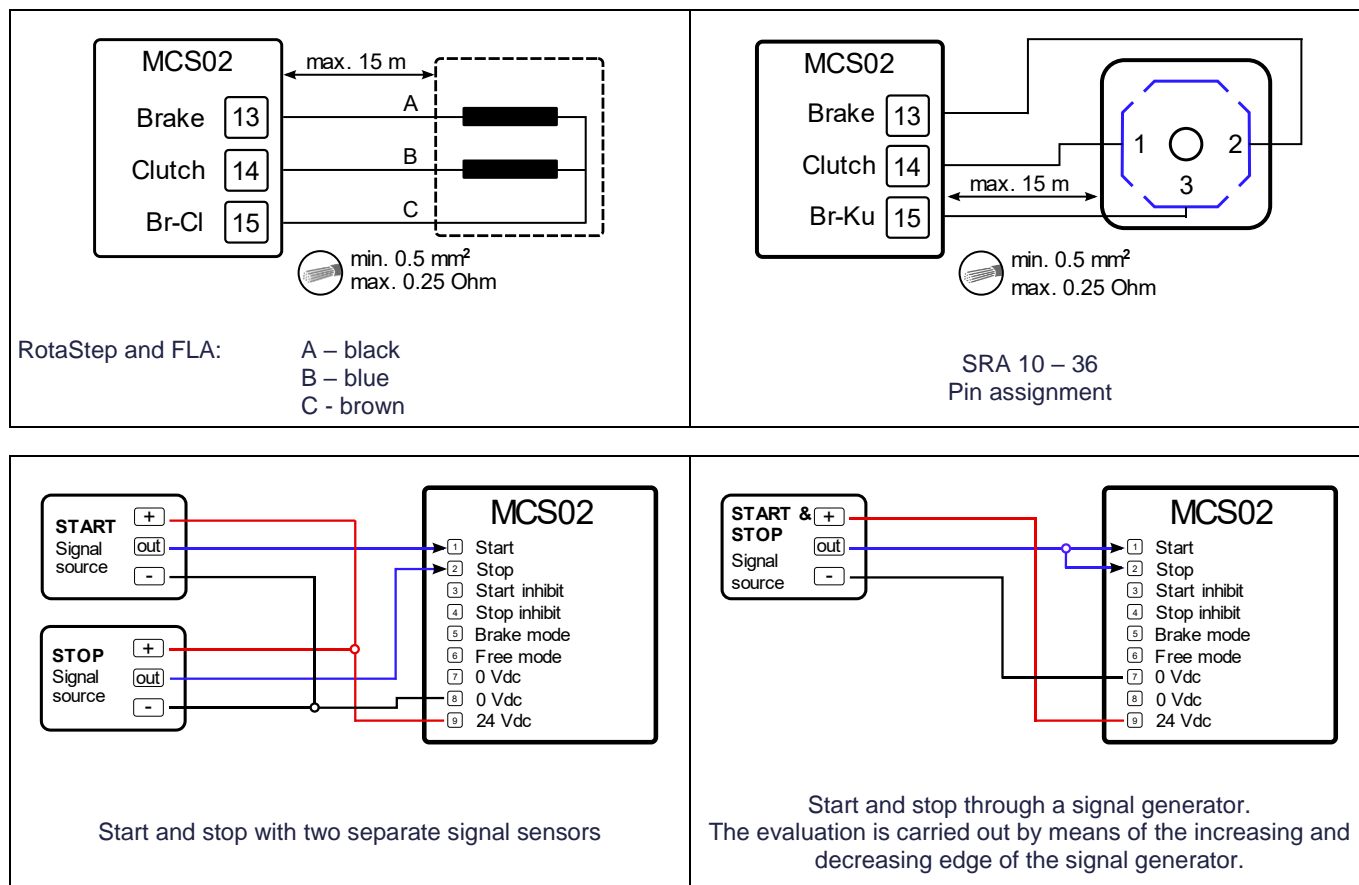 MCS02
max. 15 m
Brake 13 A
Clutch 14 B
Br-Cl 15 C
min. 0.5 mm²
max. 0.25 Ohm
RotaStep and FLA: A – black
B – blue
C - brown
MCS02
Brake 13
Clutch 14
Br-Ku 15
max. 15 m
1 2
3
min. 0.5 mm²
max. 0.25 Ohm
SRA 10 – 36
Pin assignment
START
Signal
source
+
out
-
STOP
Signal
source
+
out
-
MCS02
1 Start
2 Stop
3 Start inhibit
4 Stop inhibit
5 Brake mode
6 Free mode
7 0 Vdc
8 0 Vdc
9 24 Vdc
Start and stop with two separate signal sensors
START &
STOP
Signal
source
+
out
-
MCS02
1 Start
2 Stop
3 Start inhibit
4 Stop inhibit
5 Brake mode
6 Free mode
7 0 Vdc
8 0 Vdc
9 24 Vdc
Start and stop through a signal generator.
The evaluation is carried out by means of the increasing and
decreasing edge of the signal generator.